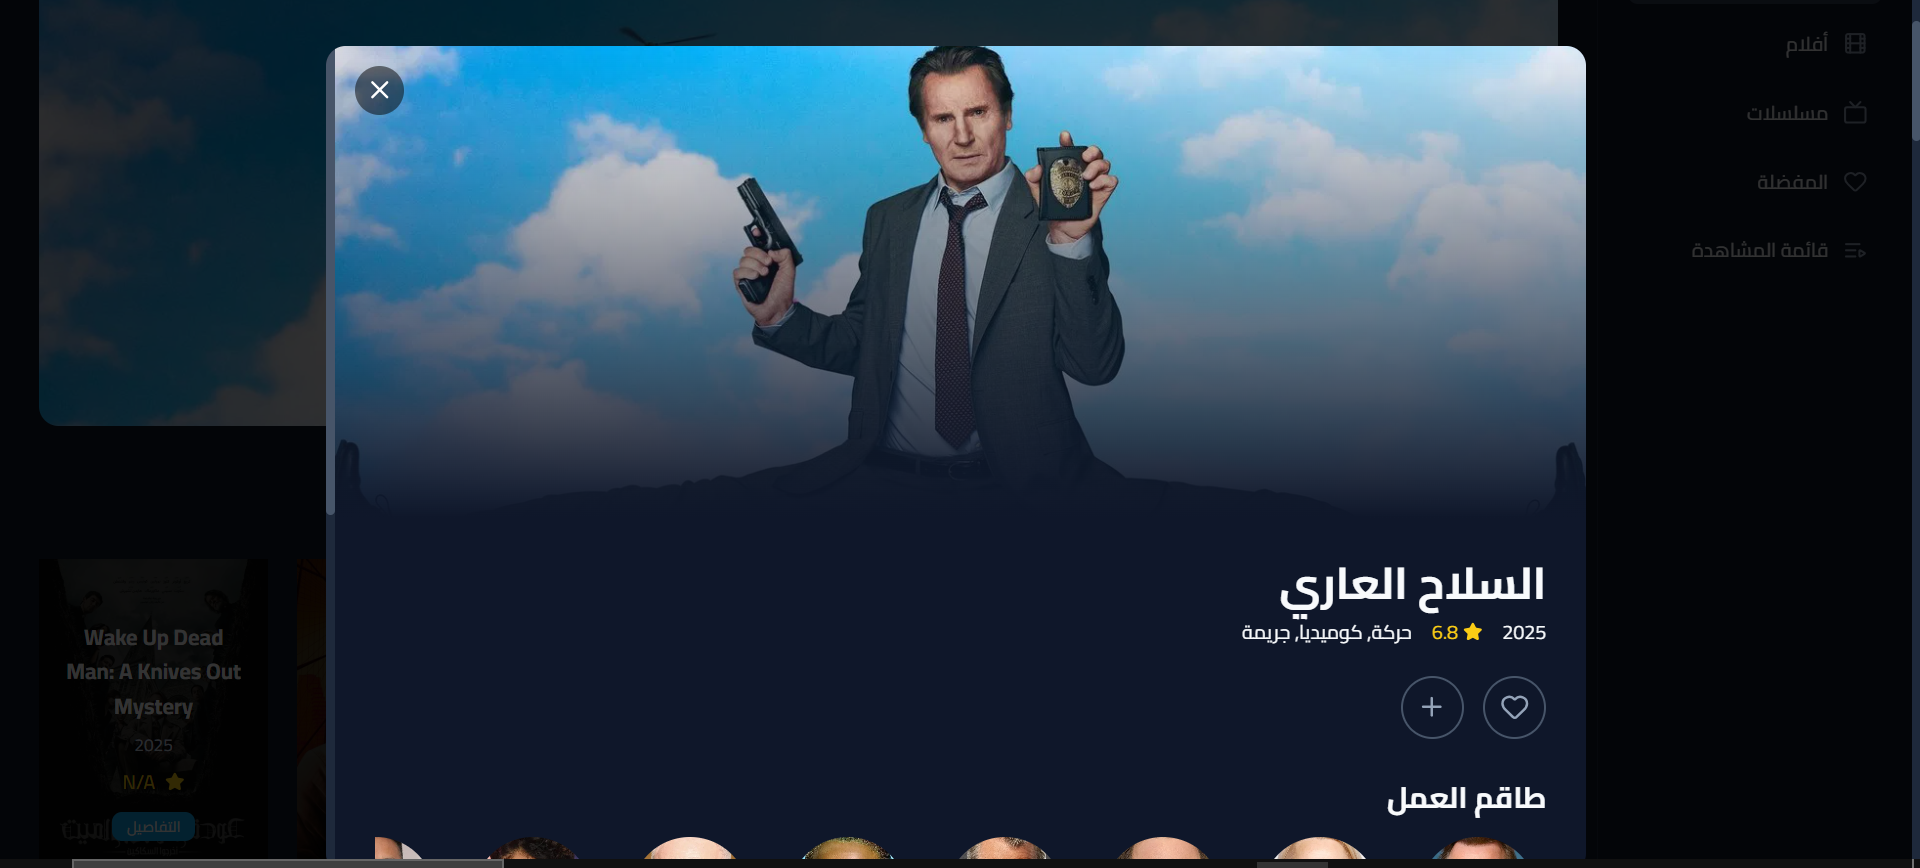 أفلام
مسلسلات
المفضلة
قائمة المشاهدة
السلاح العاري
2025 6.8 حركة, كوميديا, جريمة
طاقم العمل
Wake Up Dead
Man: A Knives Out
Mystery
2025
N/A
التفاصيل